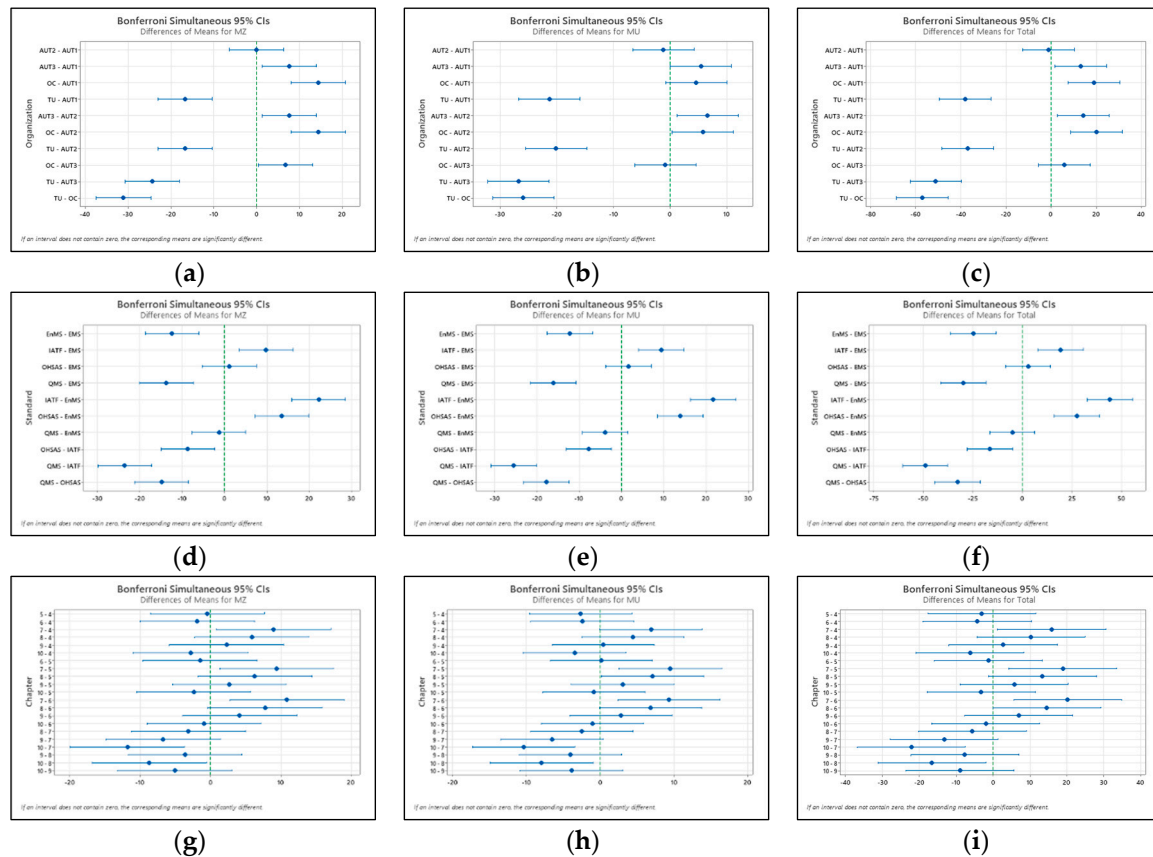 Bonferroni Simultaneous 95% CIs
Differences of Means for MZ
Organization
AUT2 - AUT1
AUT3 - AUT1
OC - AUT1
TU - AUT1
AUT3 - AUT2
OC - AUT2
TU - AUT2
OC - AUT3
TU - AUT3
TU - OC
-40 -30 -20 -10 0 10 20
If an interval does not contain zero, the corresponding means are significantly different.
(a)
Bonferroni Simultaneous 95% CIs
Differences of Means for MU
Organization
AUT2 - AUT1
AUT3 - AUT1
OC - AUT1
TU - AUT1
AUT3 - AUT2
OC - AUT2
TU - AUT2
OC - AUT3
TU - AUT3
TU - OC
-30 -20 -10 0 10
If an interval does not contain zero, the corresponding means are significantly different.
(b)
Bonferroni Simultaneous 95% CIs
Differences of Means for Total
Organization
AUT2 - AUT1
AUT3 - AUT1
OC - AUT1
TU - AUT1
AUT3 - AUT2
OC - AUT2
TU - AUT2
OC - AUT3
TU - AUT3
TU - OC
-80 -60 -40 -20 0 20 40
If an interval does not contain zero, the corresponding means are significantly different.
(c)
Bonferroni Simultaneous 95% CIs
Differences of Means for MZ
Standard
EnMS - EMS
IATF - EMS
OHSAS - EMS
QMS - EMS
IATF - EnMS
OHSAS - EnMS
QMS - EnMS
OHSAS - IATF
QMS - IATF
QMS - OHSAS
-30 -20 -10 0 10 20 30
If an interval does not contain zero, the corresponding means are significantly different.
(d)
Bonferroni Simultaneous 95% CIs
Differences of Means for MU
Standard
EnMS - EMS
IATF - EMS
OHSAS - EMS
QMS - EMS
IATF - EnMS
OHSAS - EnMS
QMS - EnMS
OHSAS - IATF
QMS - IATF
QMS - OHSAS
-30 -20 -10 0 10 20 30
If an interval does not contain zero, the corresponding means are significantly different.
(e)
Bonferroni Simultaneous 95% CIs
Differences of Means for Total
Standard
EnMS - EMS
IATF - EMS
OHSAS - EMS
QMS - EMS
IATF - EnMS
OHSAS - EnMS
QMS - EnMS
OHSAS - IATF
QMS - IATF
QMS - OHSAS
-75 -50 -25 0 25 50
If an interval does not contain zero, the corresponding means are significantly different.
(f)
Bonferroni Simultaneous 95% CIs
Differences of Means for MZ
Chapter
5 - 4
6 - 4
7 - 4
8 - 4
9 - 4
10 - 4
6 - 5
7 - 5
8 - 5
9 - 5
10 - 5
7 - 6
8 - 6
9 - 6
10 - 6
8 - 7
9 - 7
10 - 7
9 - 8
10 - 8
10 - 9
-20 -10 0 10 20
If an interval does not contain zero, the corresponding means are significantly different.
(g)
Bonferroni Simultaneous 95% CIs
Differences of Means for MU
Chapter
5 - 4
6 - 4
7 - 4
8 - 4
9 - 4
10 - 4
6 - 5
7 - 5
8 - 5
9 - 5
10 - 5
7 - 6
8 - 6
9 - 6
10 - 6
8 - 7
9 - 7
10 - 7
9 - 8
10 - 8
10 - 9
-20 -10 0 10 20
If an interval does not contain zero, the corresponding means are significantly different.
(h)
Bonferroni Simultaneous 95% CIs
Differences of Means for Total
Chapter
5 - 4
6 - 4
7 - 4
8 - 4
9 - 4
10 - 4
6 - 5
7 - 5
8 - 5
9 - 5
10 - 5
7 - 6
8 - 6
9 - 6
10 - 6
8 - 7
9 - 7
10 - 7
9 - 8
10 - 8
10 - 9
-40 -30 -20 -10 0 10 20 30 40
If an interval does not contain zero, the corresponding means are significantly different.
(i)